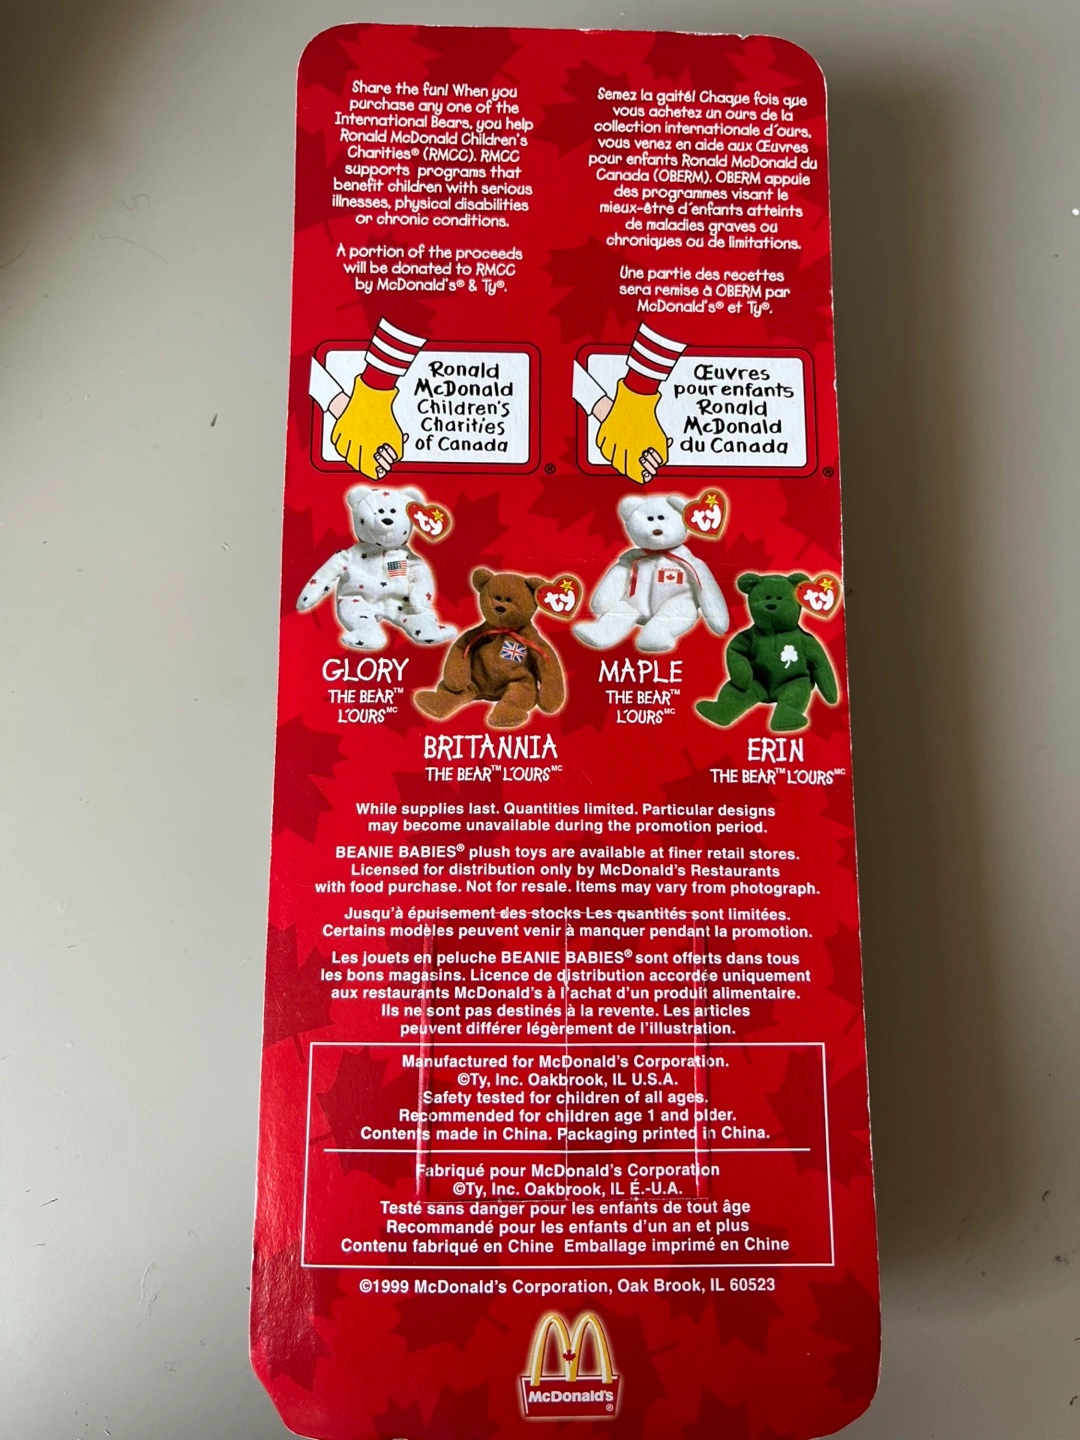 Share the fun! When you
purchase any one of the
International Bears, you help
Ronald McDonald Children's
Charities® (RMCC). RMCC
supports programs that
benefit children with serious
illnesses, physical disabilities
or chronic conditions.
A portion of the proceeds
will be donated to RMCC
by McDonald's® & Ty®.
Semez la gaité! Chaque fois que
vous achetez un ours de la
collection internationale d'ours,
vous venez en aide aux Œuvres
pour enfants Ronald McDonald du
Canada (OBERM). OBERM appuie
des programmes visant le
mieux-être d'enfants atteints
de maladies graves ou
chroniques ou de limitations.
Une partie des recettes
sera remise à OBERM par
McDonald's® et Ty®.
Ronald
McDonald
Children's
Charities
of Canada
®
Œuvres
pour enfants
Ronald
McDonald
du Canada
®
ty
ty
CANADA
ty
ty
GLORY
THE BEAR™
L'OURS MC
BRITANNIA
THE BEAR™ L'OURS MC
MAPLE
THE BEAR™
L'OURS MC
ERIN
THE BEAR™ L'OURS MC
While supplies last. Quantities limited. Particular designs
may become unavailable during the promotion period.
BEANIE BABIES® plush toys are available at finer retail stores.
Licensed for distribution only by McDonald's Restaurants
with food purchase. Not for resale. Items may vary from photograph.
Jusqu'à épuisement des stocks Les quantités sont limitées.
Certains modèles peuvent venir à manquer pendant la promotion.
Les jouets en peluche BEANIE BABIES® sont offerts dans tous
les bons magasins. Licence de distribution accordée uniquement
aux restaurants McDonald's à l'achat d'un produit alimentaire.
Ils ne sont pas destinés à la revente. Les articles
peuvent différer légèrement de l'illustration.
Manufactured for McDonald's Corporation.
©Ty, Inc. Oakbrook, IL U.S.A.
Safety tested for children of all ages.
Recommended for children age 1 and older.
Contents made in China. Packaging printed in China.
Fabriqué pour McDonald's Corporation
©Ty, Inc. Oakbrook, IL É.-U.A.
Testé sans danger pour les enfants de tout âge
Recommandé pour les enfants d'un an et plus
Contenu fabriqué en Chine Emballage imprimé en Chine
©1999 McDonald's Corporation, Oak Brook, IL 60523
McDonald's
®